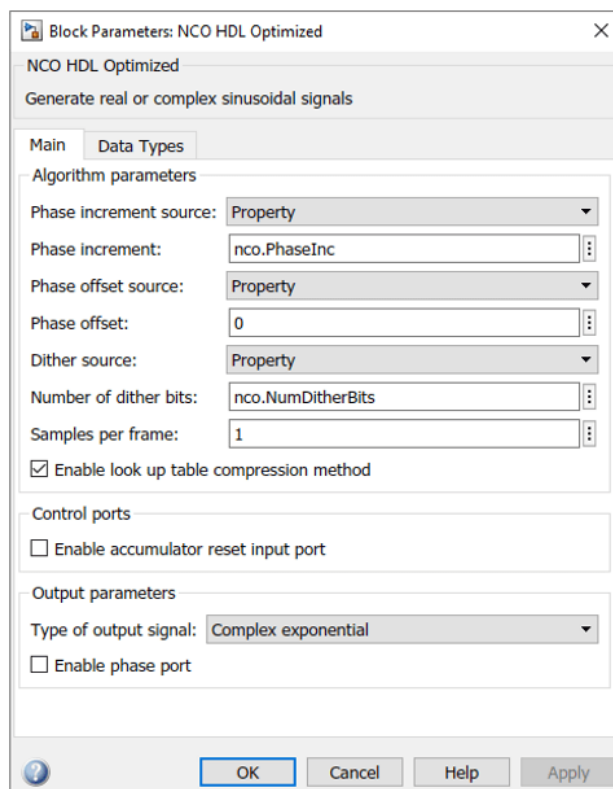 Block Parameters: NCO HDL Optimized
NCO HDL Optimized
Generate real or complex sinusoidal signals
Main Data Types
Algorithm parameters
Phase increment source: Property
Phase increment: nco.PhaseInc
Phase offset source: Property
Phase offset: 0
Dither source: Property
Number of dither bits: nco.NumDitherBits
Samples per frame: 1
Enable look up table compression method
Control ports
Enable accumulator reset input port
Output parameters
Type of output signal: Complex exponential
Enable phase port
OK Cancel Help Apply